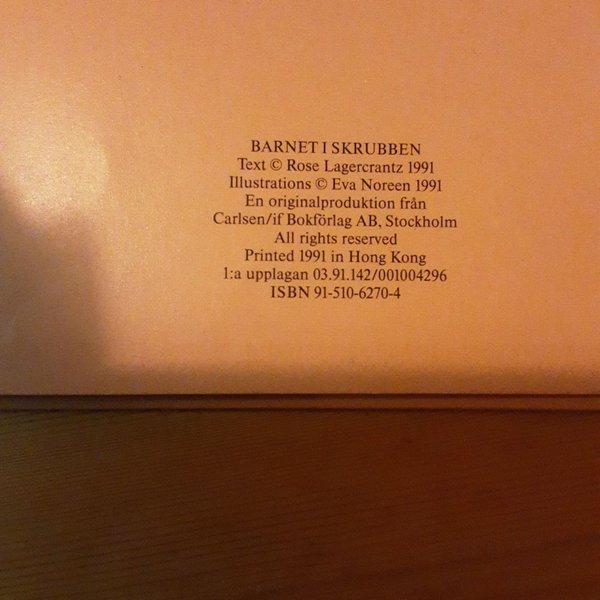 BARNET I SKRUBBEN
Text © Rose Lagercrantz 1991
Illustrations © Eva Noreen 1991
En originalproduktion från
Carlsen/if Bokförlag AB, Stockholm
All rights reserved
Printed 1991 in Hong Kong
1:a upplagan 03.91.142/001004296
ISBN 91-510-6270-4